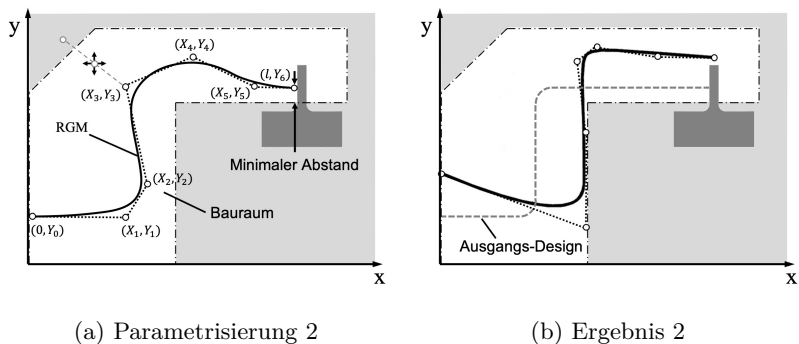 y
(X₄,Y₄)
(l,Y₆)
(X₃,Y₃)
(X₅,Y₅)
RGM
Minimaler Abstand
(X₂,Y₂)
Bauraum
(0,Y₀)
(X₁,Y₁)
x
(a) Parametrisierung 2
y
Ausgangs-Design
x
(b) Ergebnis 2